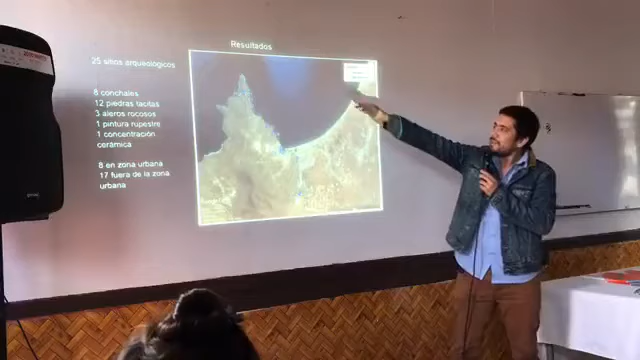 Resultados
25 sitios arqueológicos
8 conchales
12 piedras tacitas
3 aleros rocosos
1 pintura rupestre
1 concentración
cerámica
8 en zona urbana
17 fuera de la zona
urbana